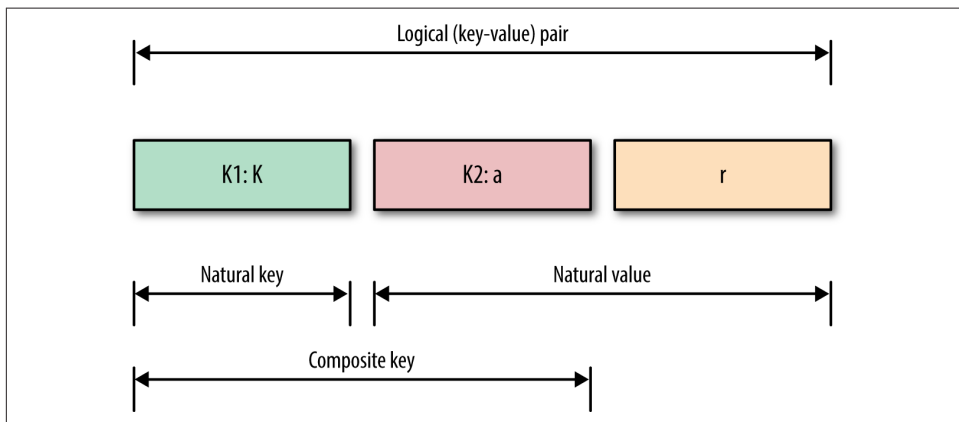 Logical (key-value) pair
K1: K
K2: a
r
Natural key
Natural value
Composite key